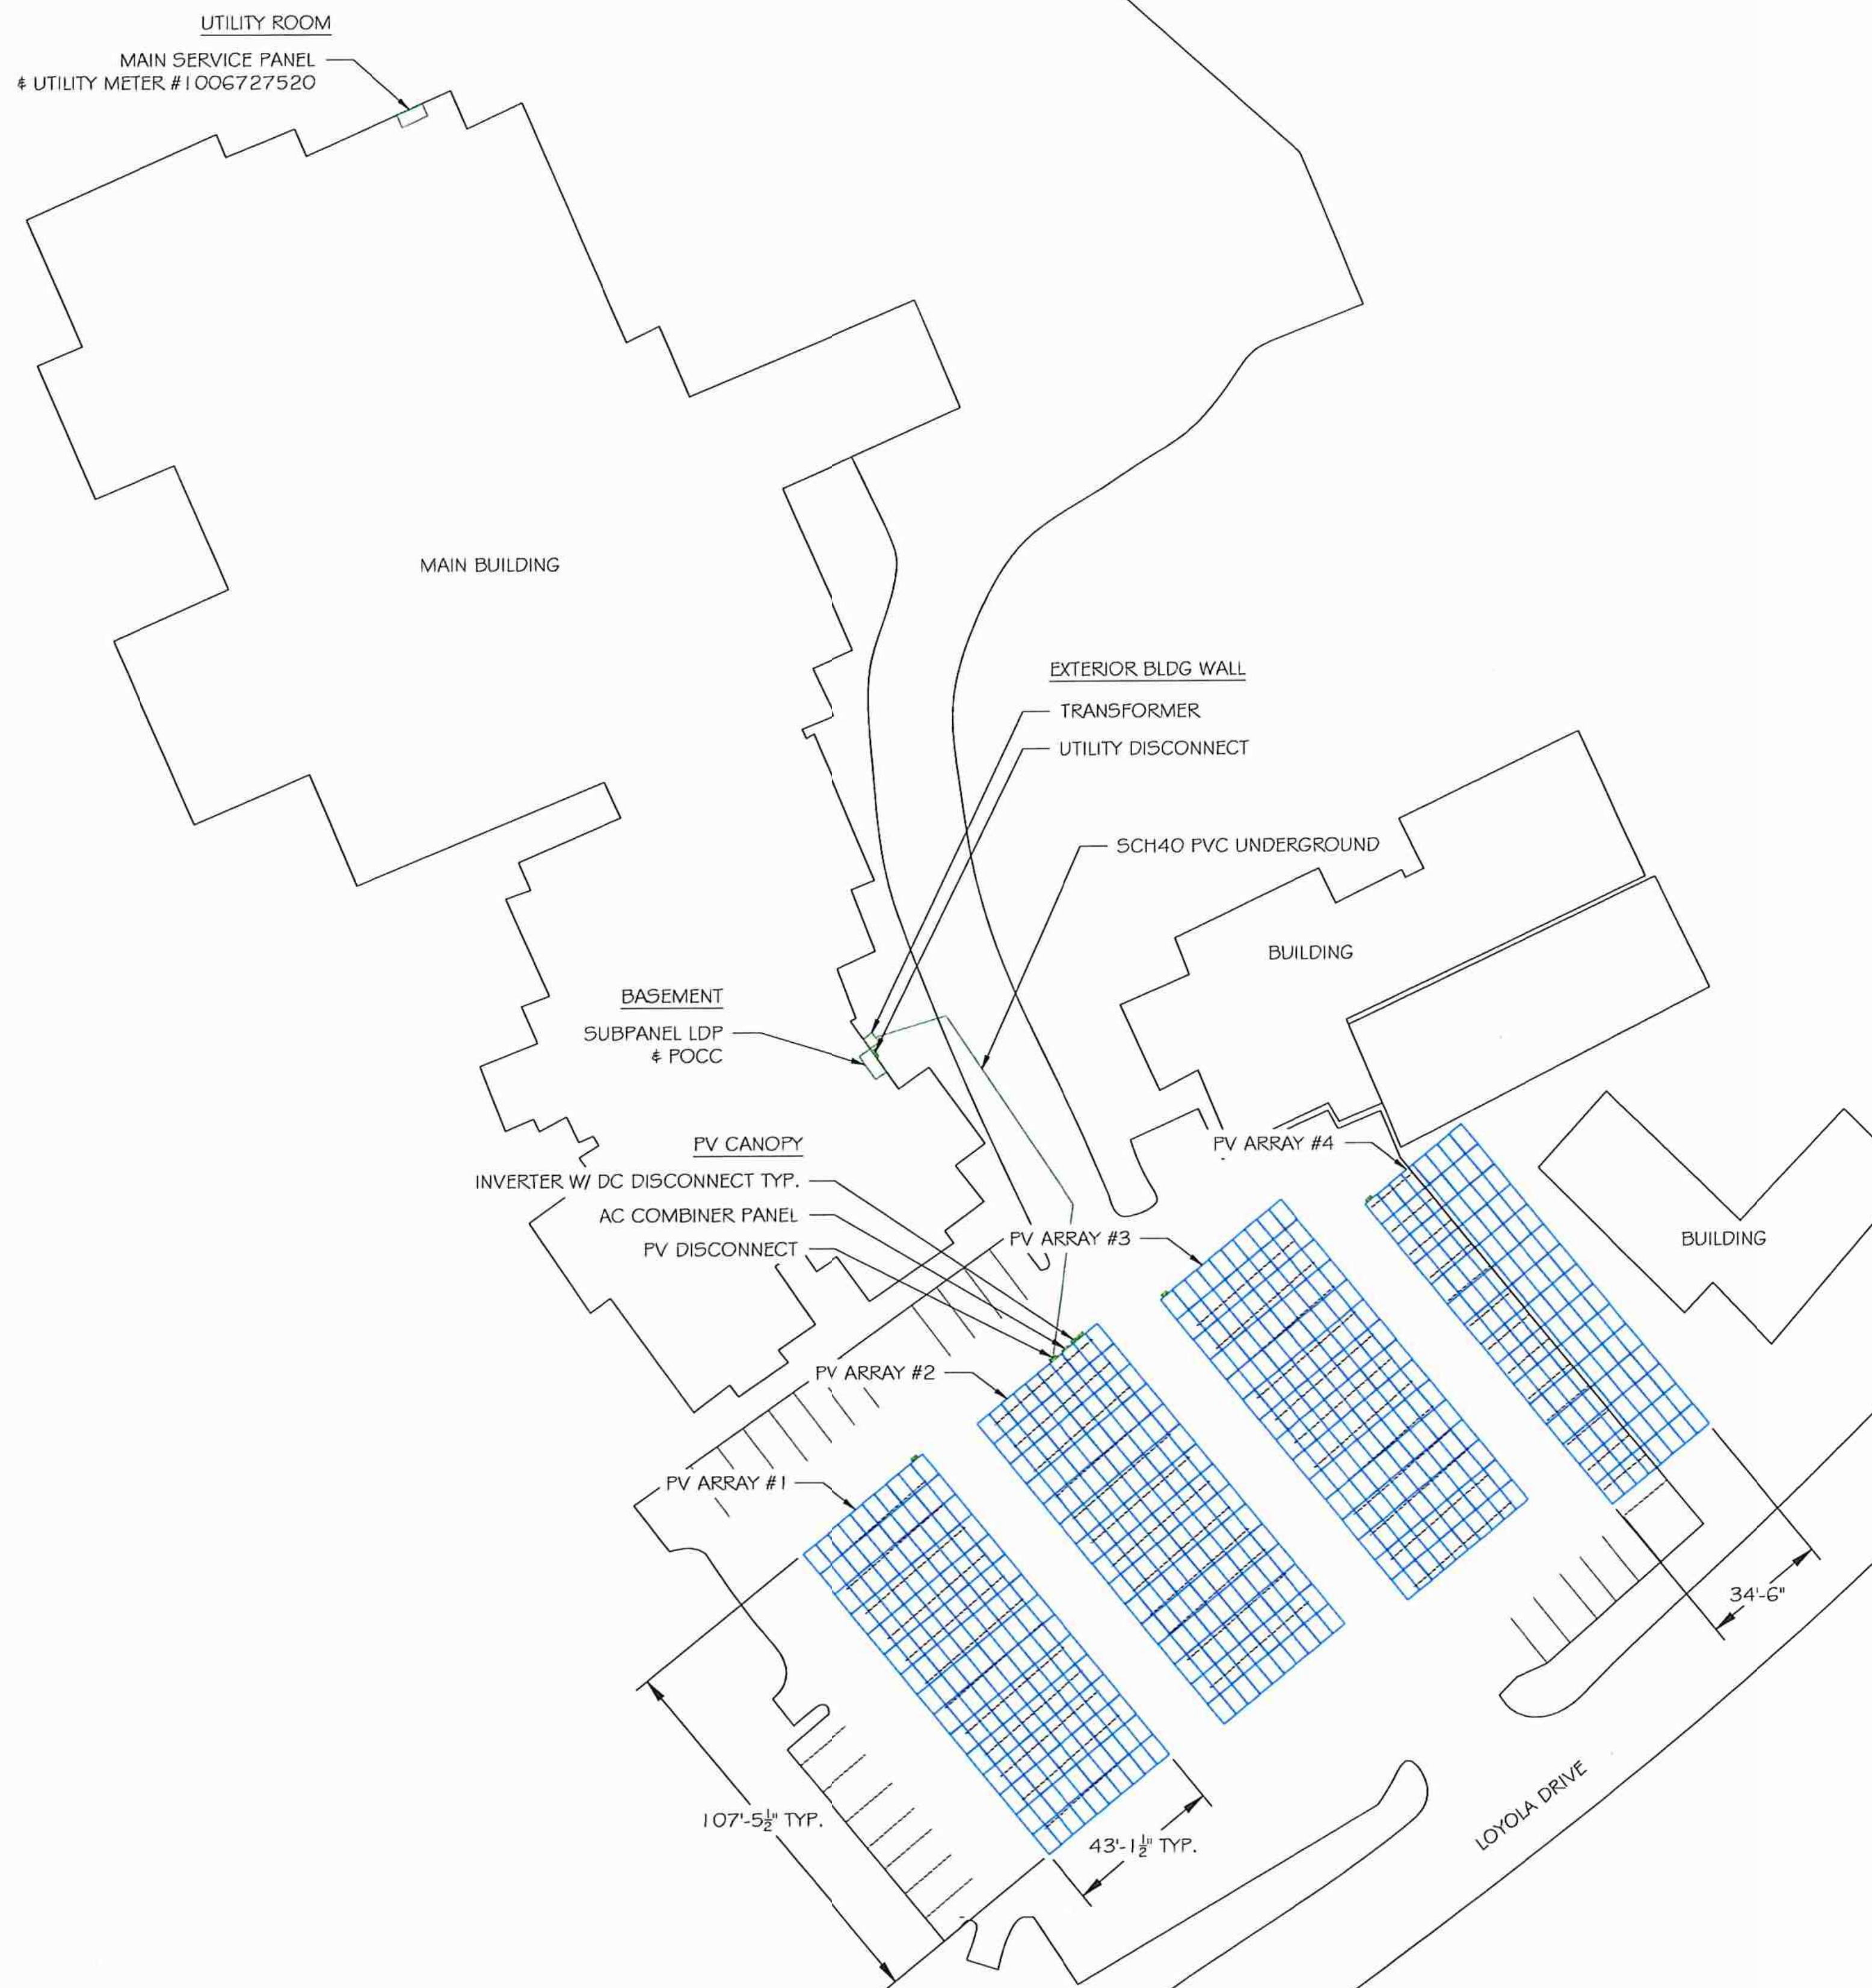 UTILITY ROOM
MAIN SERVICE PANEL
& UTILITY METER #1006727520
MAIN BUILDING
EXTERIOR BLDG WALL
TRANSFORMER
UTILITY DISCONNECT
SCH40 PVC UNDERGROUND
BUILDING
BASEMENT
SUBPANEL LDP
& POCC
PV CANOPY
INVERTER W/ DC DISCONNECT TYP.
AC COMBINER PANEL
PV DISCONNECT
PV ARRAY #4
PV ARRAY #3
BUILDING
PV ARRAY #2
PV ARRAY #1
34'-6"
107'-5½" TYP.
43'-1½" TYP.
LOYOLA DRIVE